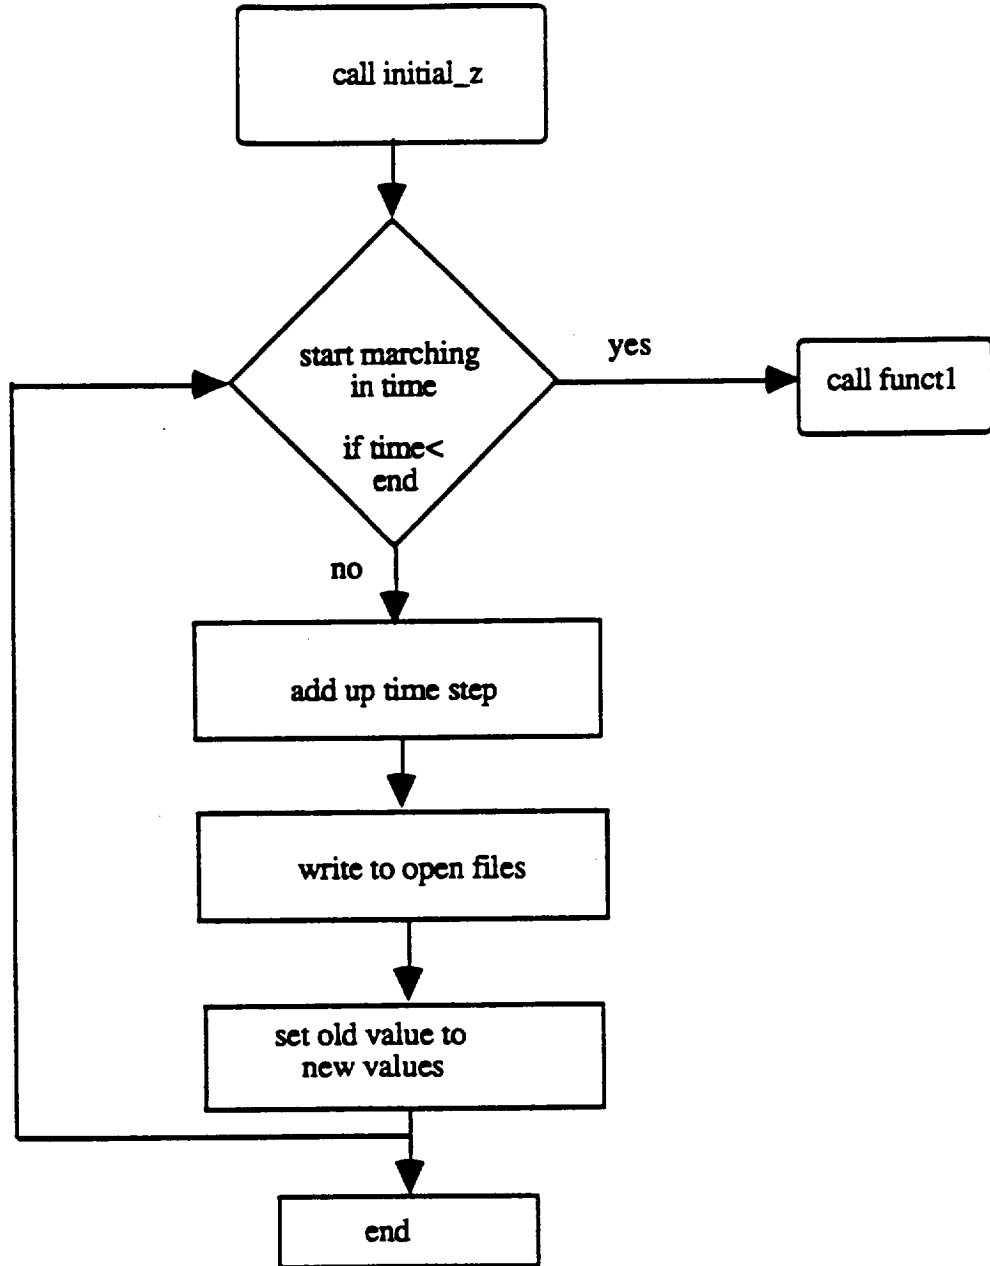 call initial_z
start marching
in time
if time<
end
yes
call funct1
no
add up time step
write to open files
set old value to
new values
end